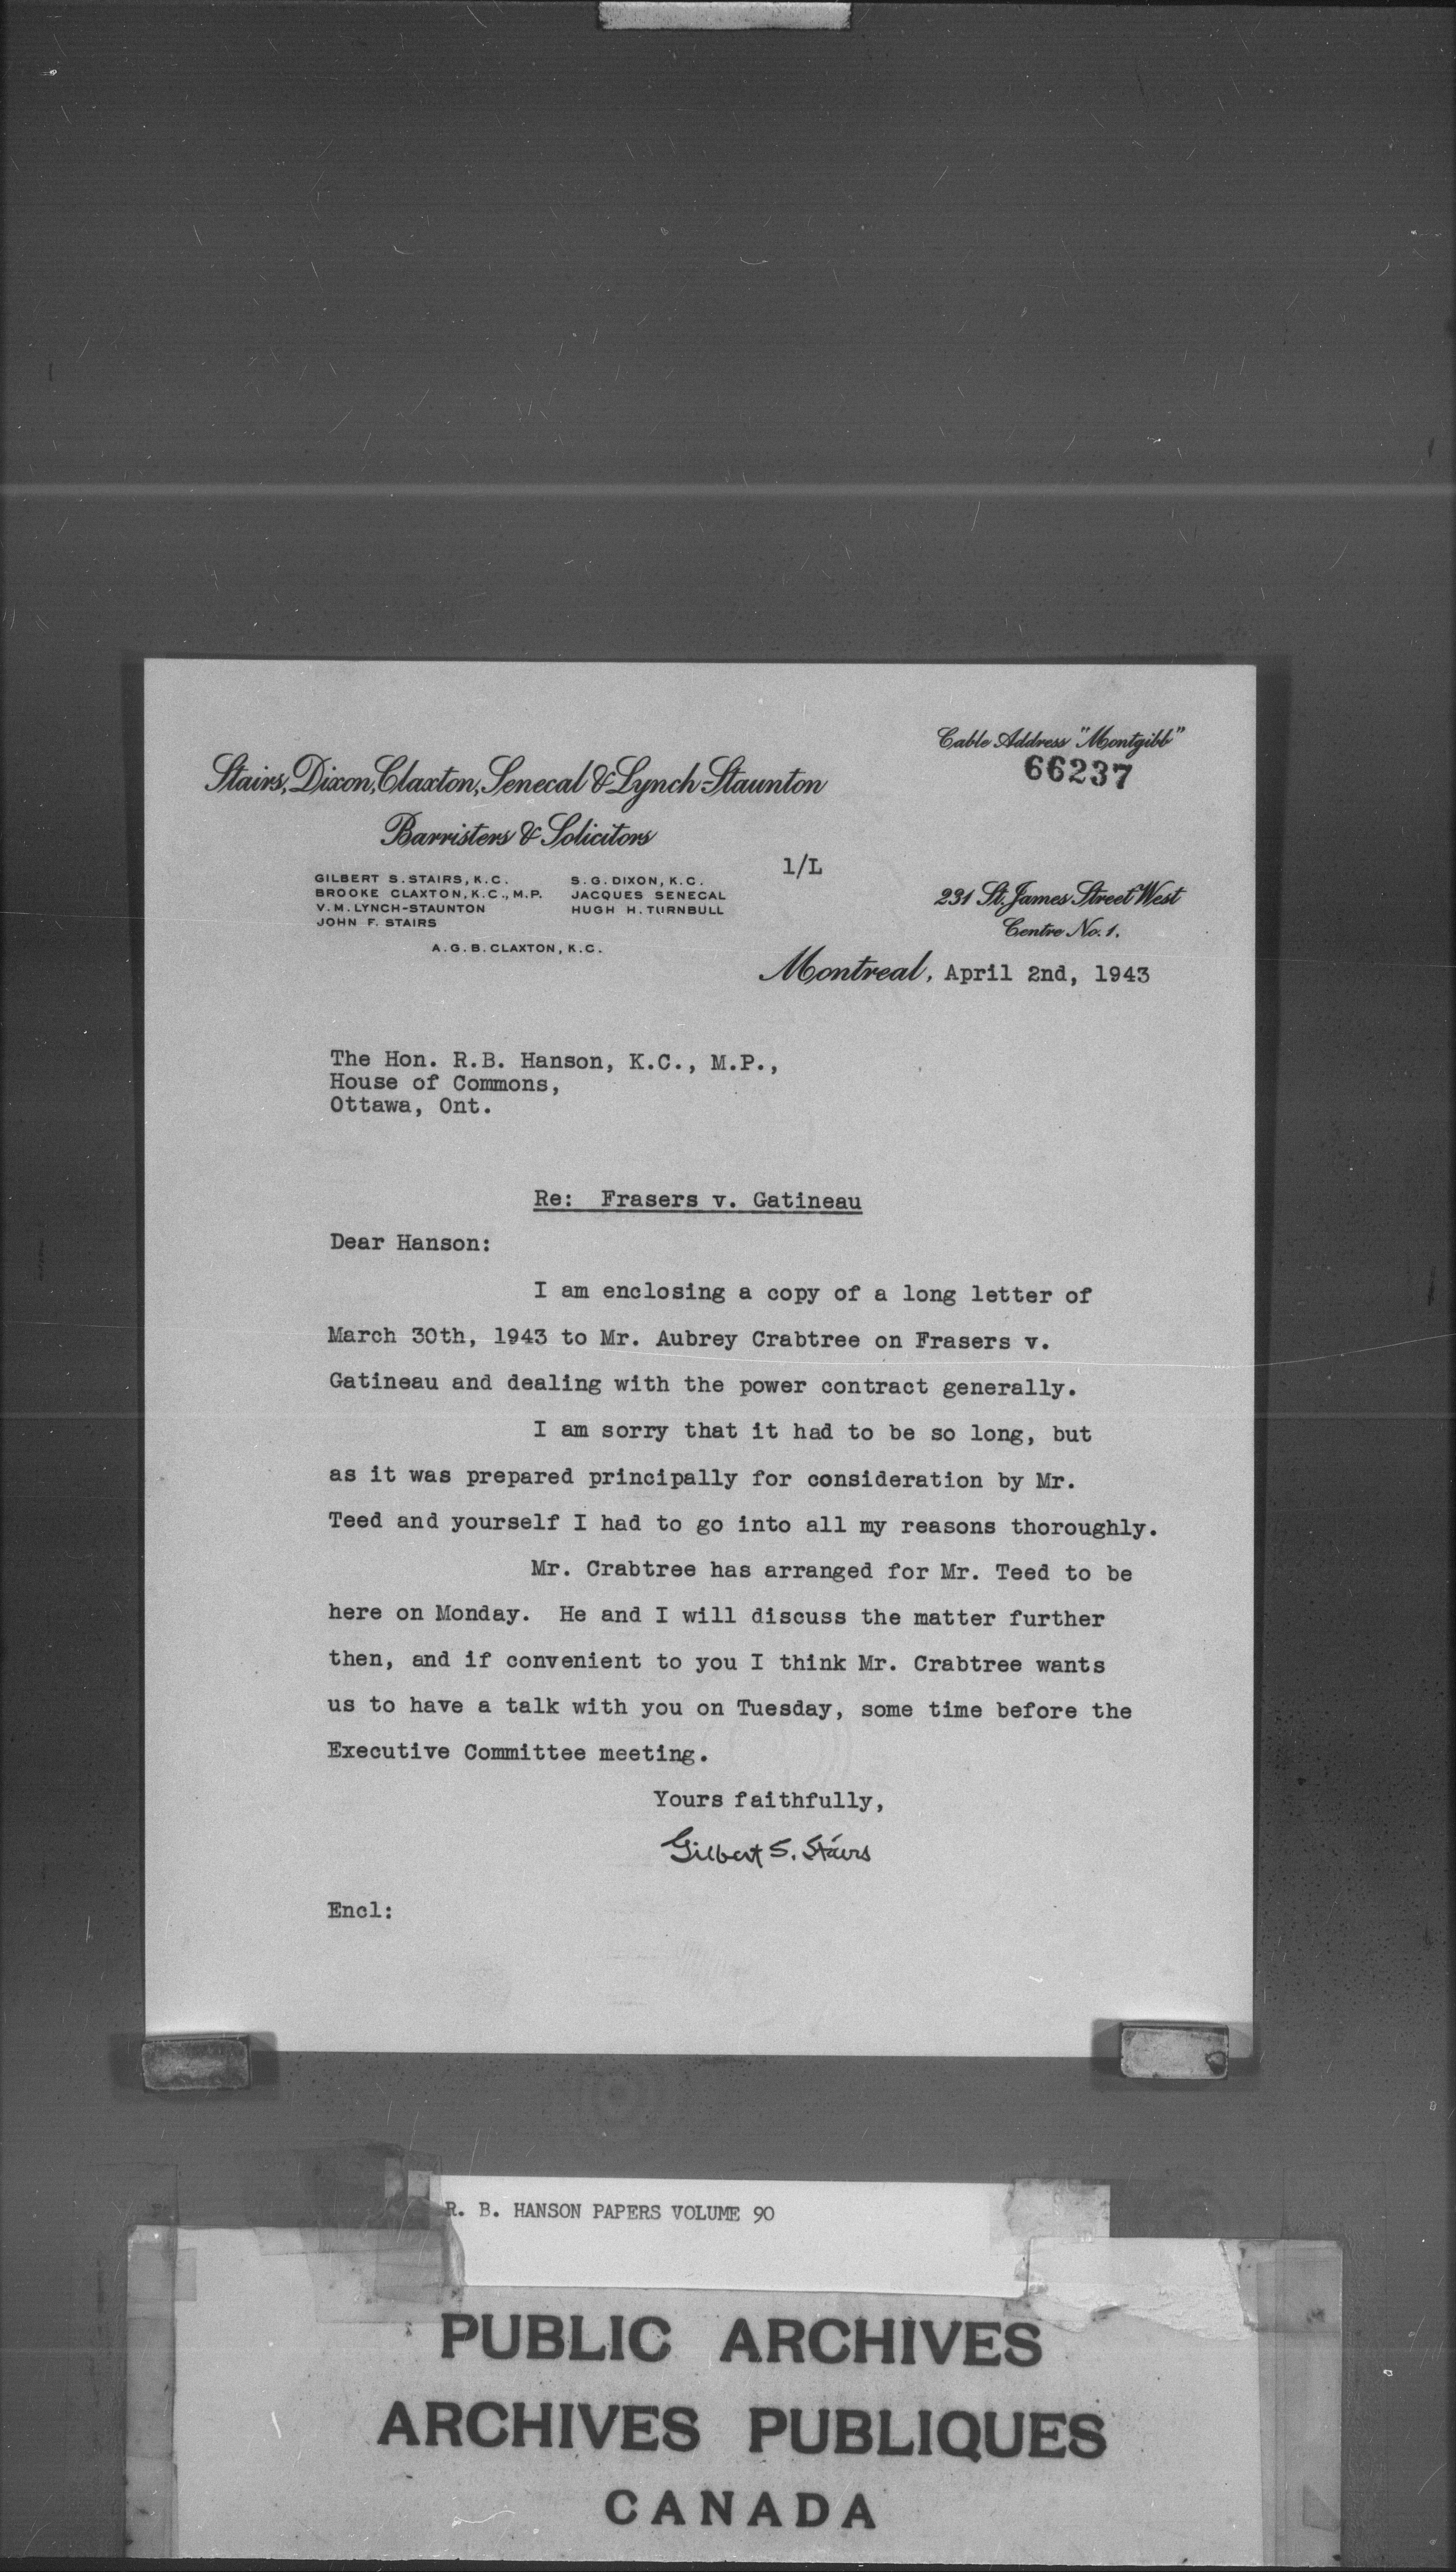 Cable Address "Montgibb"
66237
Stairs, Dixon, Claxton, Senecal & Lynch-Staunton
Barristers & Solicitors
1/L
GILBERT S. STAIRS, K.C. S. G. DIXON, K.C.
BROOKE CLAXTON, K.C., M.P. JACQUES SENECAL
V. M. LYNCH-STAUNTON HUGH H. TURNBULL
JOHN F. STAIRS
A. G. B. CLAXTON, K.C.
231 St. James Street West
Centre No. 1.
Montreal, April 2nd, 1943
The Hon. R.B. Hanson, K.C., M.P.,
House of Commons,
Ottawa, Ont.
Re: Frasers v. Gatineau
Dear Hanson:
I am enclosing a copy of a long letter of
March 30th, 1943 to Mr. Aubrey Crabtree on Frasers v.
Gatineau and dealing with the power contract generally.
I am sorry that it had to be so long, but
as it was prepared principally for consideration by Mr.
Teed and yourself I had to go into all my reasons thoroughly.
Mr. Crabtree has arranged for Mr. Teed to be
here on Monday. He and I will discuss the matter further
then, and if convenient to you I think Mr. Crabtree wants
us to have a talk with you on Tuesday, some time before the
Executive Committee meeting.
Yours faithfully,
Gilbert S. Stairs
Encl:
R. B. HANSON PAPERS VOLUME 90
PUBLIC ARCHIVES
ARCHIVES PUBLIQUES
CANADA